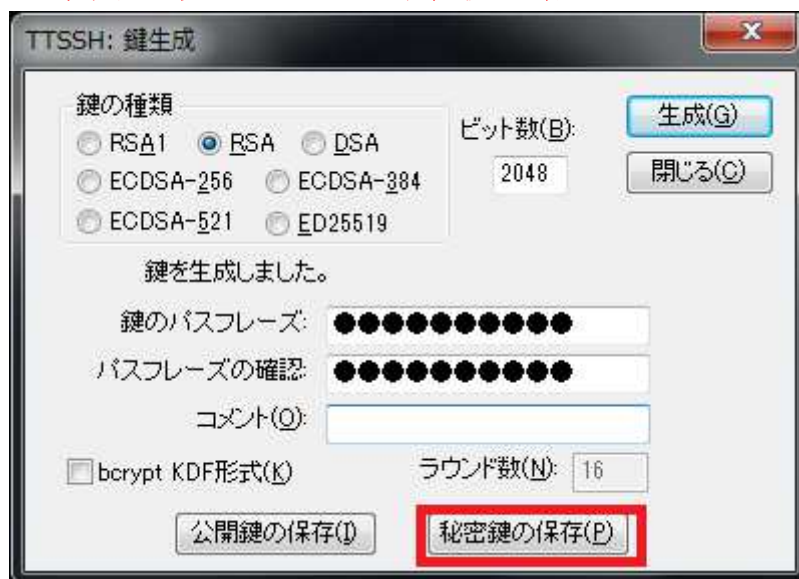 TTSSH: 鍵生成
鍵の種類
RSA1 RSA DSA
ECDSA-256 ECDSA-384
ECDSA-521 ED25519
ビット数(B):
2048
生成(G)
閉じる(C)
鍵を生成しました。
鍵のパスフレーズ: ●●●●●●●●●●
パスフレーズの確認: ●●●●●●●●●●
コメント(O):
bcrypt KDF形式(K) ラウンド数(N): 16
公開鍵の保存(I) 秘密鍵の保存(P)